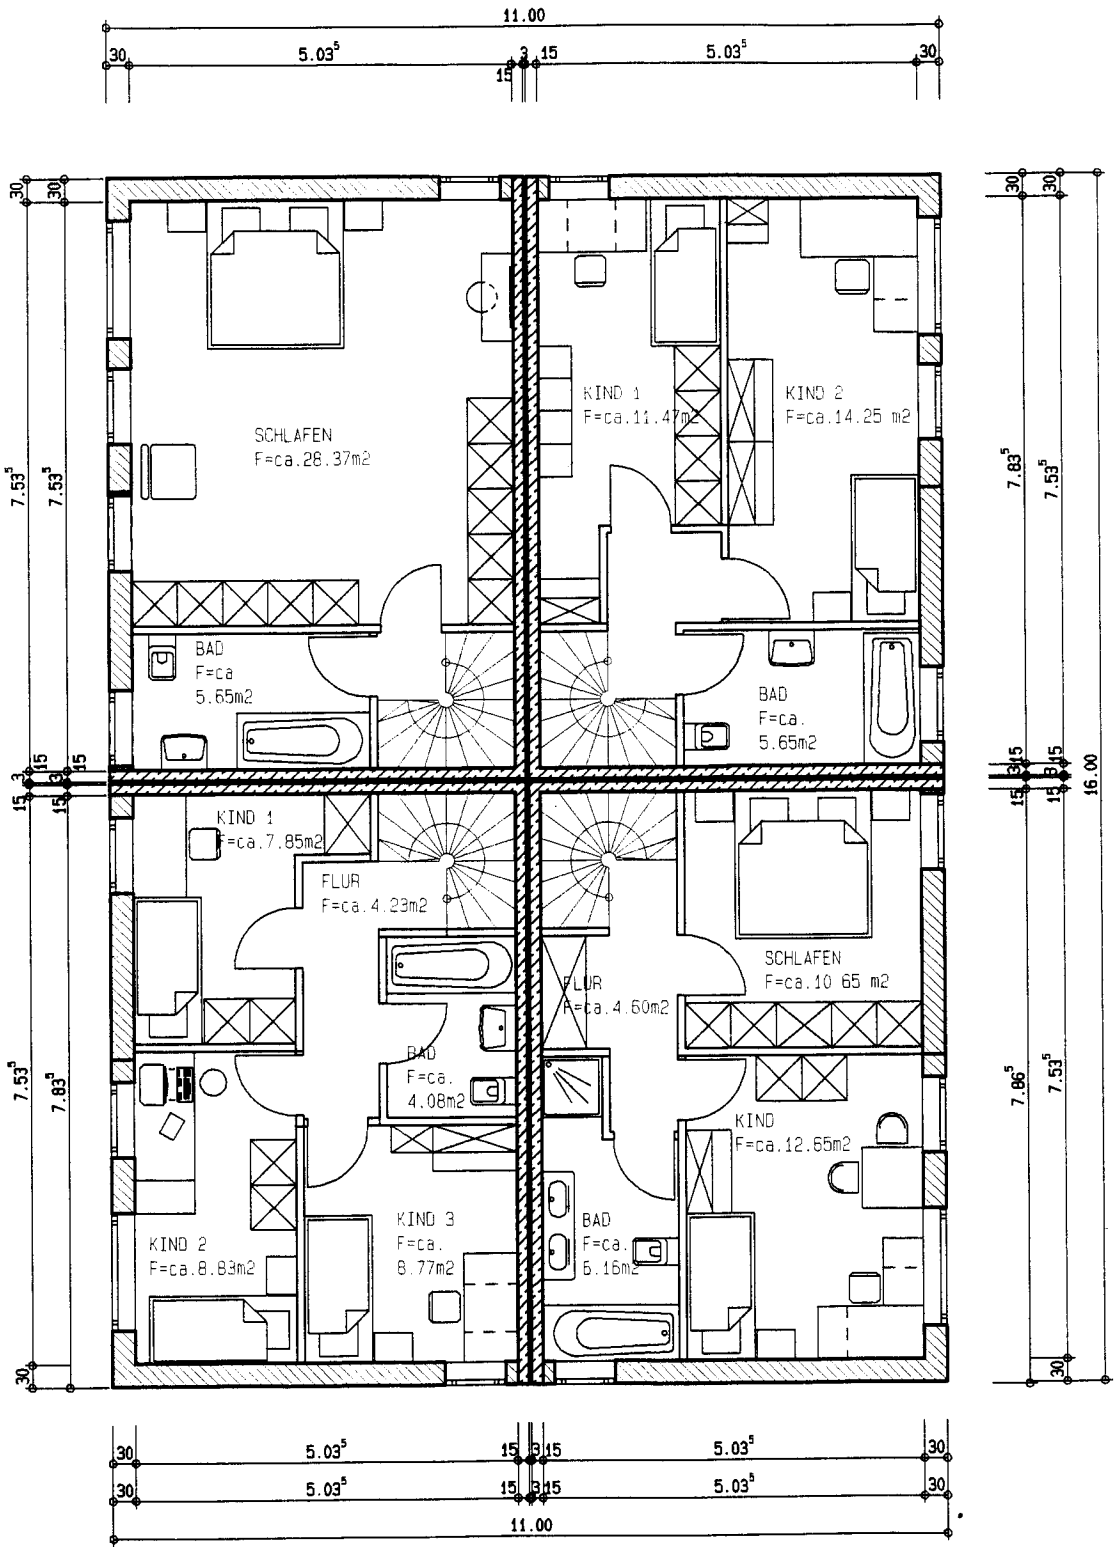 11.00
30 5.03⁵ 15 3 15 5.03⁵ 30
30 30
30 30
7.53⁵ 7.53⁵
7.83⁵ 7.53⁵
16.00
SCHLAFEN
F=ca.28.37m2
KIND 1
F=ca.11.47m2
KIND 2
F=ca.14.25 m2
BAD
F=ca
5.65m2
BAD
F=ca.
5.65m2
15 15
3 3
15 15
15 15
3 3
15 15
KIND 1
F=ca.7.85m2
FLUR
F=ca.4.23m2
SCHLAFEN
F=ca.10 65 m2
FLUR
F=ca.4.60m2
BAD
F=ca.
4.08m2
KIND
F=ca.12.65m2
7.53⁵ 7.83⁵
7.86⁵ 7.53⁵
KIND 2
F=ca.8.83m2
KIND 3
F=ca.
8.77m2
BAD
F=ca.
6.16m2
30
30
30 5.03⁵ 15 3 15 5.03⁵ 30
30 5.03⁵ 15 3 15 5.03⁵ 30
11.00